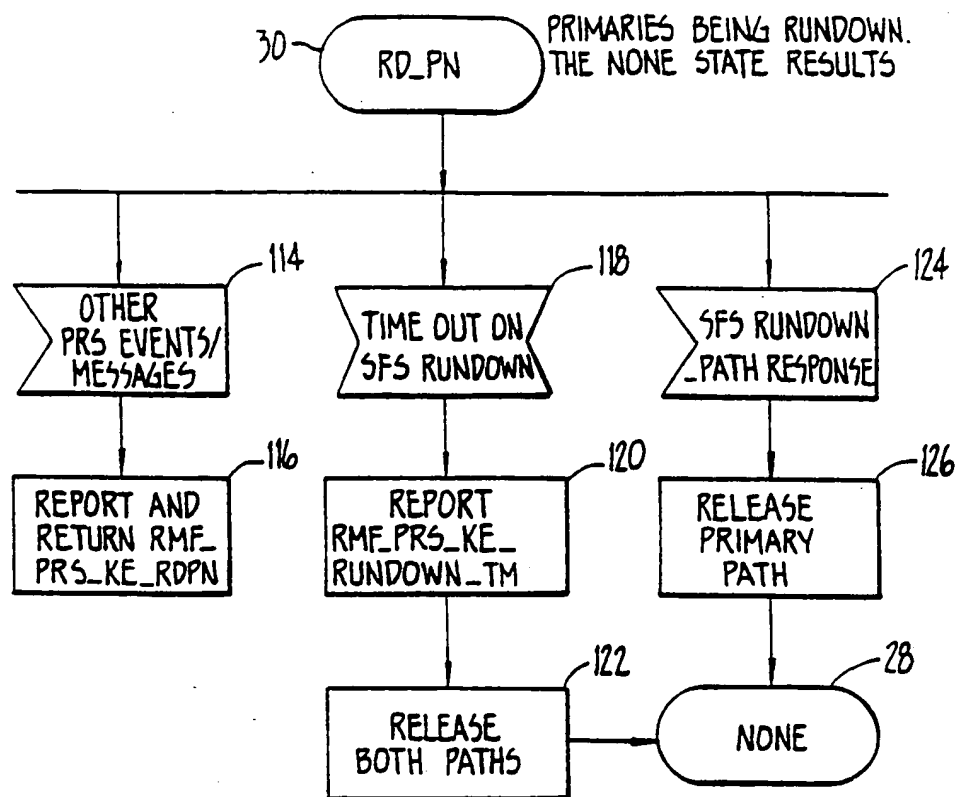 30
RD_PN
PRIMARIES BEING RUNDOWN.
THE NONE STATE RESULTS
114
OTHER
PRS EVENTS/
MESSAGES
118
TIME OUT ON
SFS RUNDOWN
124
SFS RUNDOWN
_PATH RESPONSE
116
REPORT AND
RETURN RMF_
PRS_KE_RDPN
120
REPORT
RMF_PRS_KE_
RUNDOWN_TM
126
RELEASE
PRIMARY
PATH
122
RELEASE
BOTH PATHS
28
NONE